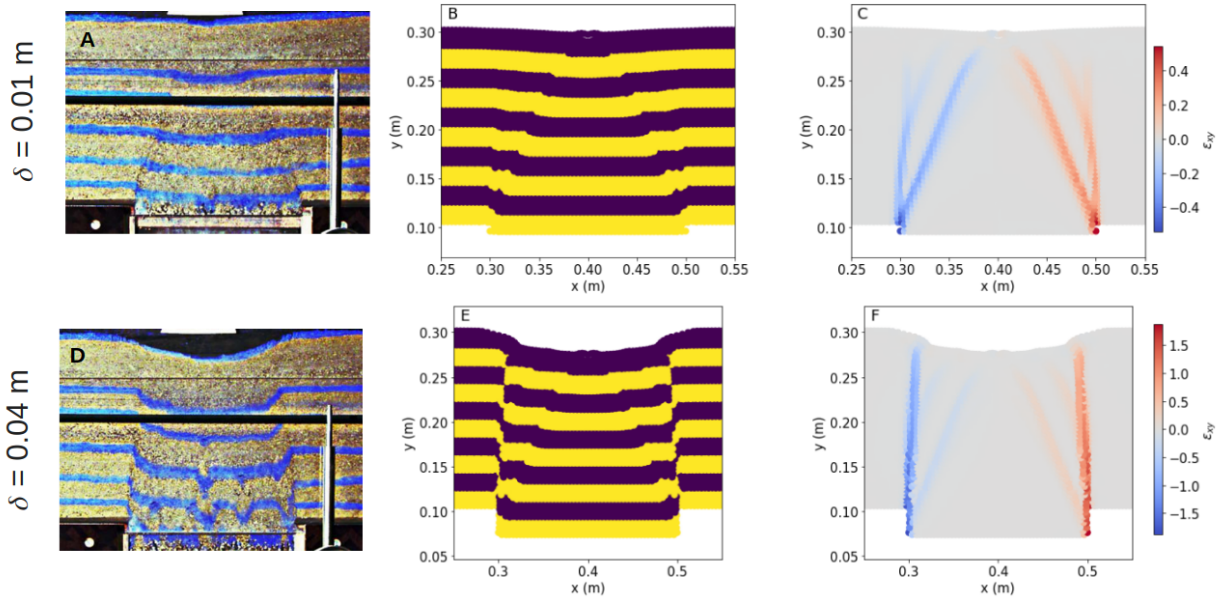 δ = 0.01 m
A
B
y (m)
0.30
0.25
0.20
0.15
0.10
0.25 0.30 0.35 0.40 0.45 0.50 0.55
x (m)
C
y (m)
0.30
0.25
0.20
0.15
0.10
0.25 0.30 0.35 0.40 0.45 0.50 0.55
x (m)
0.4
0.2
0.0
−0.2
−0.4
εxy
δ = 0.04 m
D
E
y (m)
0.30
0.25
0.20
0.15
0.10
0.05
0.3 0.4 0.5
x (m)
F
y (m)
0.30
0.25
0.20
0.15
0.10
0.05
0.3 0.4 0.5
x (m)
1.5
1.0
0.5
0.0
−0.5
−1.0
−1.5
εxy